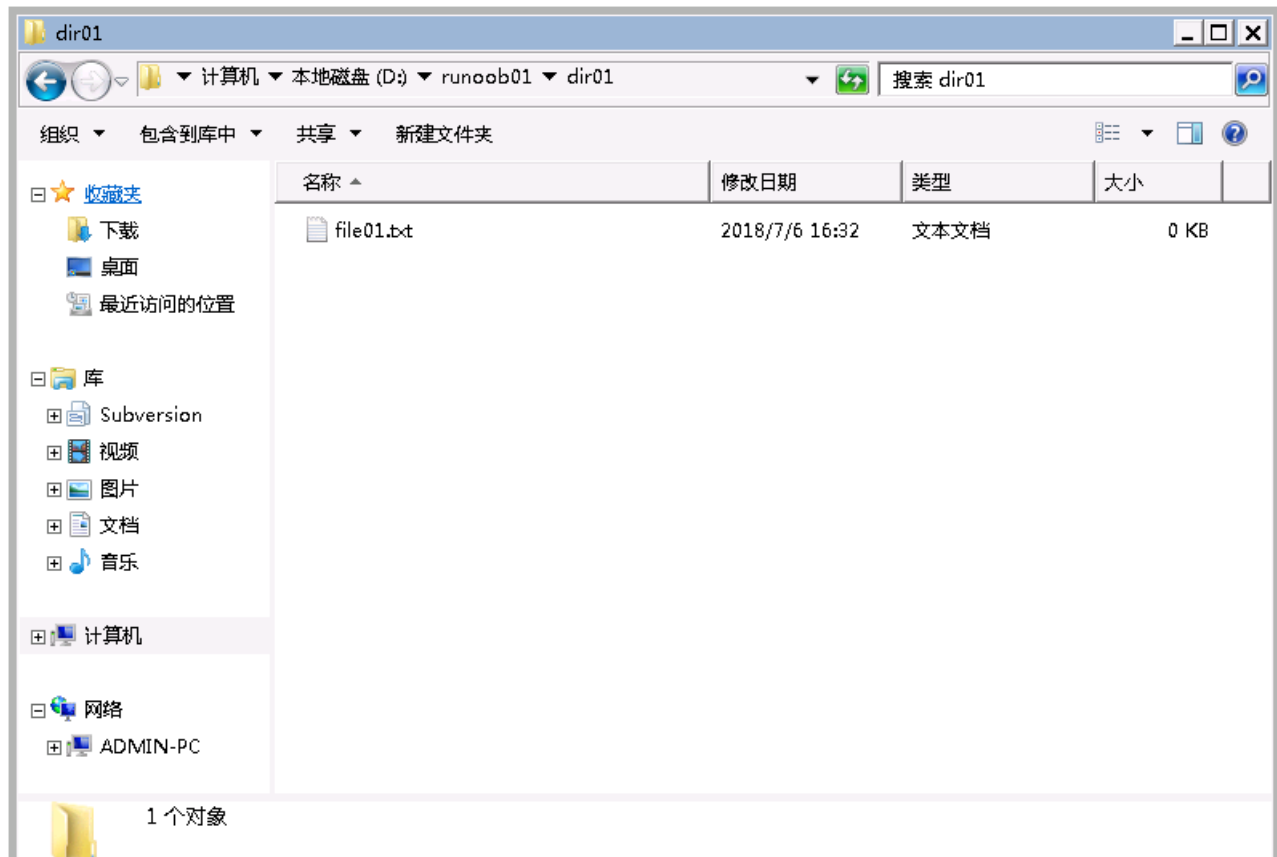 dir01
计算机 本地磁盘 (D:) runoob01 dir01 搜索 dir01
组织 包含到库中 共享 新建文件夹
收藏夹
下载
桌面
最近访问的位置
库
Subversion
视频
图片
文档
音乐
计算机
网络
ADMIN-PC
名称 修改日期 类型 大小
file01.txt 2018/7/6 16:32 文本文档 0 KB
1 个对象